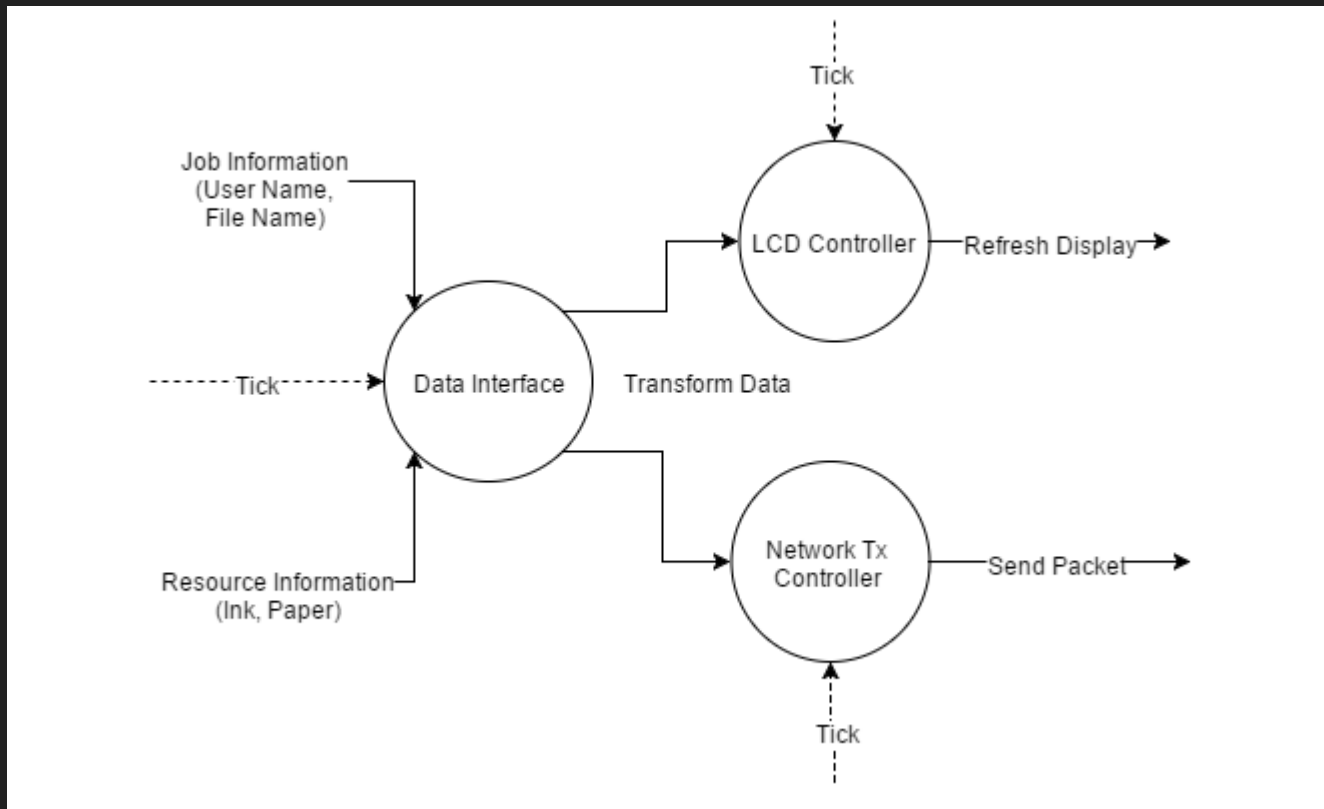 Tick
Job Information
(User Name,
File Name)
LCD Controller
Refresh Display
Tick
Data Interface
Transform Data
Network Tx
Controller
Send Packet
Resource Information
(Ink, Paper)
Tick